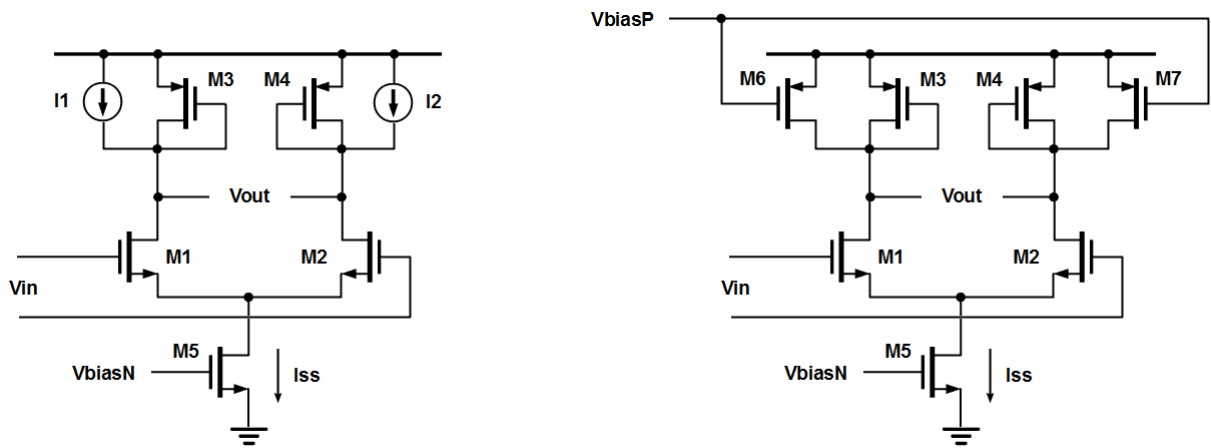 VbiasP
M3 M4
I1 I2
M6 M3 M4 M7
Vout
Vout
M1 M2
M1 M2
Vin
Vin
M5
VbiasN
Iss
M5
VbiasN
Iss